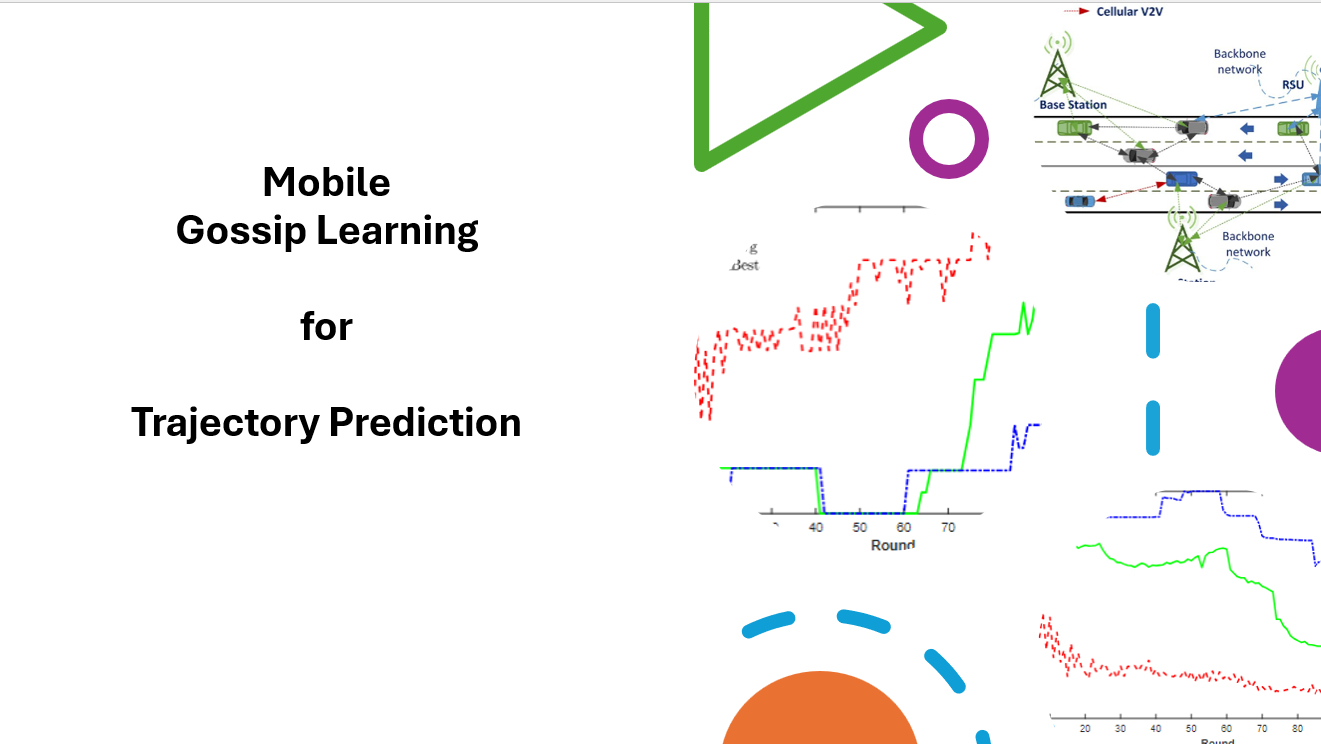 Mobile
Gossip Learning
for
Trajectory Prediction
Cellular V2V
Backbone
network
RSU
Base Station
Backbone
network
g
Best
40 50 60 70
Round
20 30 40 50 60 70 80
Round